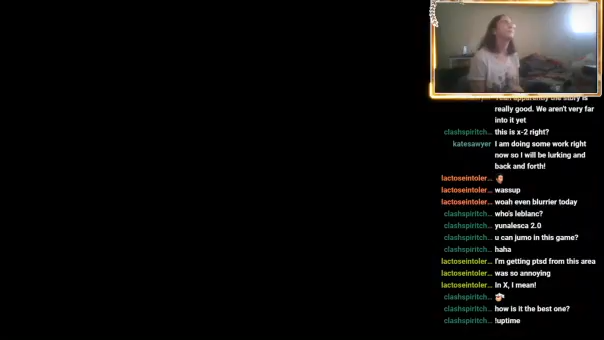 really good. We aren't very far
into it yet
clashspiritch... this is x-2 right?
katesawyer I am doing some work right
now so I will be lurking and
back and forth!
lactoseintoler...
lactoseintoler... wassup
lactoseintoler... woah even blurrier today
clashspiritch... who's leblanc?
clashspiritch... yunalesca 2.0
clashspiritch... u can jumo in this game?
clashspiritch... haha
lactoseintoler... I'm getting ptsd from this area
lactoseintoler... was so annoying
lactoseintoler... In X, I mean!
clashspiritch...
clashspiritch... how is it the best one?
clashspiritch... !uptime